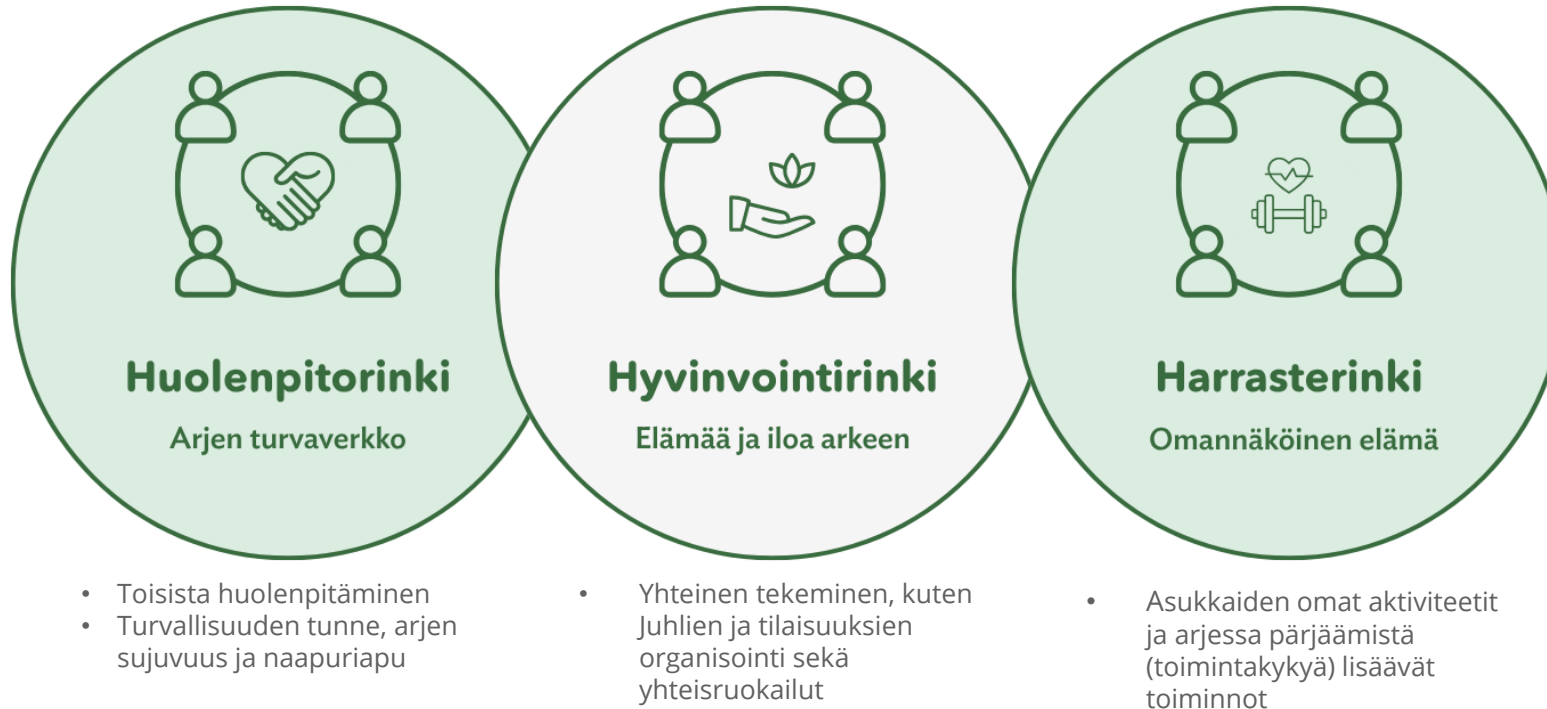 Huolenpitorinki
Arjen turvaverkko
• Toisista huolenpitäminen
• Turvallisuuden tunne, arjen
sujuvuus ja naapuriapu
Hyvinvointirinki
Elämää ja iloa arkeen
• Yhteinen tekeminen, kuten
Juhlien ja tilaisuuksien
organisointi sekä
yhteisruokailut
Harrasterinki
Omannäköinen elämä
• Asukkaiden omat aktiviteetit
ja arjessa pärjäämistä
(toimintakykyä) lisäävät
toiminnot